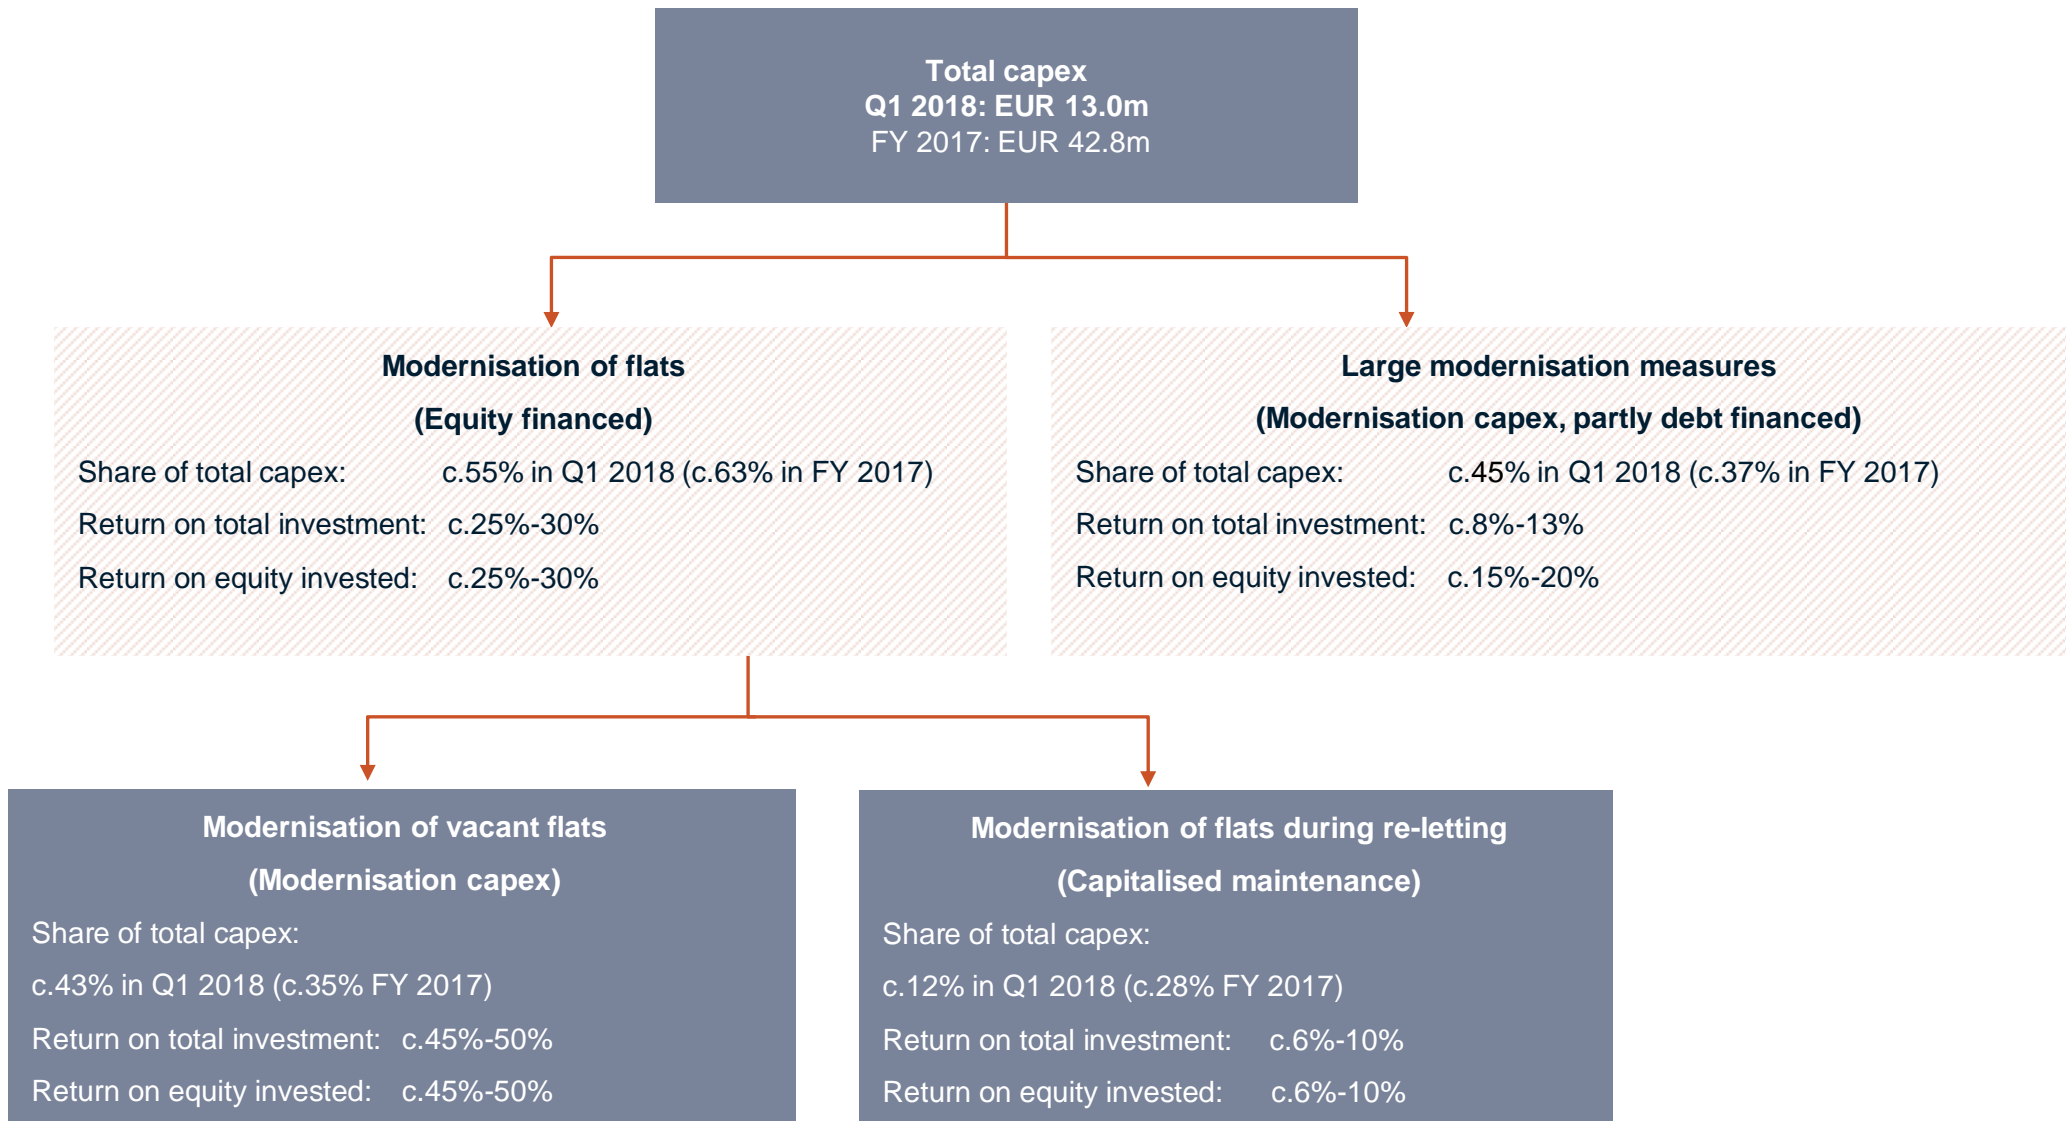 Total capex
Q1 2018: EUR 13.0m
FY 2017: EUR 42.8m
Modernisation of flats
(Equity financed)
Share of total capex: c.55% in Q1 2018 (c.63% in FY 2017)
Return on total investment: c.25%-30%
Return on equity invested: c.25%-30%
Large modernisation measures
(Modernisation capex, partly debt financed)
Share of total capex: c.45% in Q1 2018 (c.37% in FY 2017)
Return on total investment: c.8%-13%
Return on equity invested: c.15%-20%
Modernisation of vacant flats
(Modernisation capex)
Share of total capex:
c.43% in Q1 2018 (c.35% FY 2017)
Return on total investment: c.45%-50%
Return on equity invested: c.45%-50%
Modernisation of flats during re-letting
(Capitalised maintenance)
Share of total capex:
c.12% in Q1 2018 (c.28% FY 2017)
Return on total investment: c.6%-10%
Return on equity invested: c.6%-10%